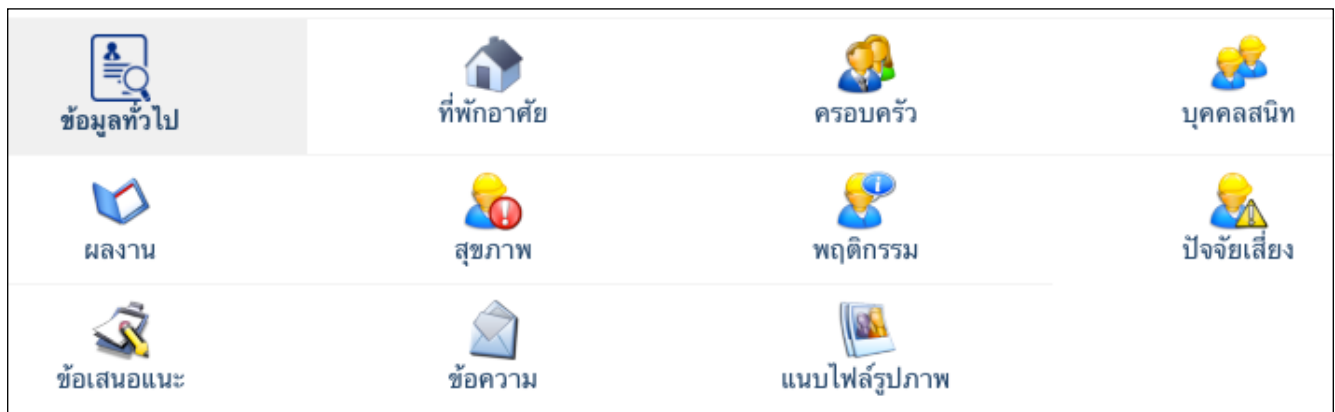 ข้อมูลทั่วไป
ที่พักอาศัย
ครอบครัว
บุคคลสนิท
ผลงาน
สุขภาพ
พฤติกรรม
ปัจจัยเสี่ยง
ข้อเสนอแนะ
ข้อความ
แนบไฟล์รูปภาพ